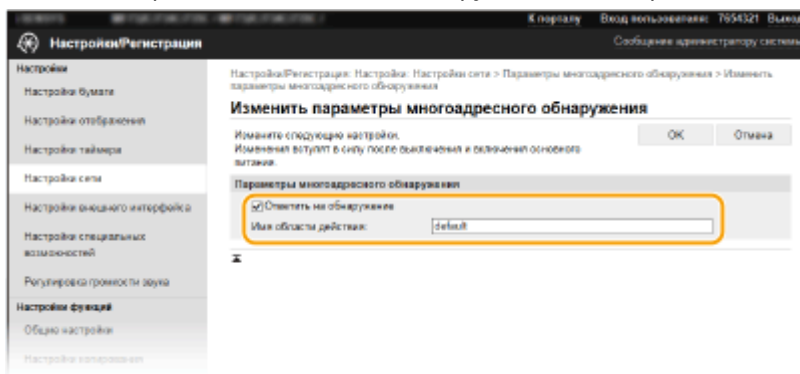 К порталу Вход пользователя: 7654321 Выход
Настройки/Регистрация
Сообщение администратору системы
Настройки
Настройки бумаги
Настройки отображения
Настройки таймера
Настройки сети
Настройки внешнего интерфейса
Настройки специальных
возможностей
Регулировка громкости звука
Настройки функций
Общие настройки
Настройки копирования
Настройки/Регистрация: Настройки: Настройки сети > Параметры многоадресного обнаружения > Изменить
параметры многоадресного обнаружения
Изменить параметры многоадресного обнаружения
Измените следующие настройки.
Изменения вступят в силу после выключения и включения основного
питания.
OK Отмена
Параметры многоадресного обнаружения
Ответить на обнаружение
Имя области действия: default